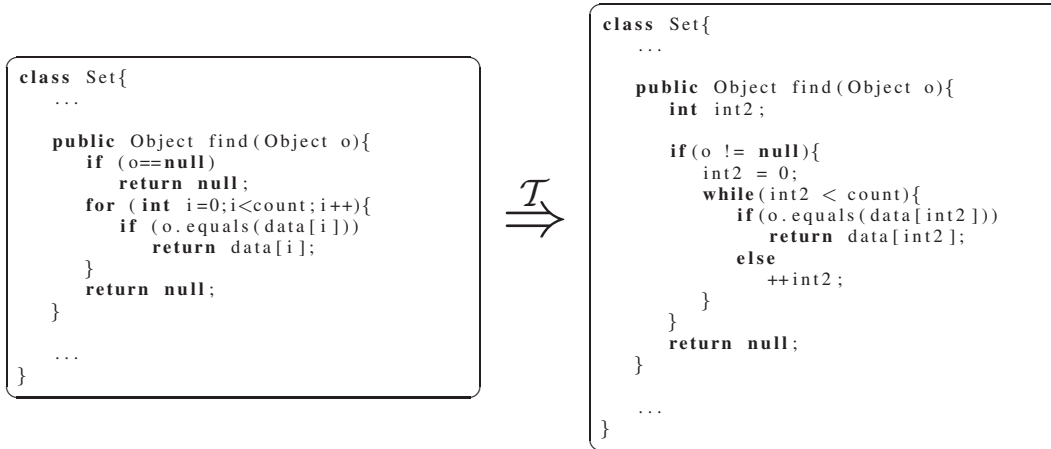 class Set{
...
public Object find(Object o){
if (o==null)
return null;
for (int i=0;i<count;i++){
if (o.equals(data[i]))
return data[i];
}
return null;
}
...
}
𝒯
⟹
class Set{
...
public Object find(Object o){
int int2;
if(o != null){
int2 = 0;
while(int2 < count){
if(o.equals(data[int2]))
return data[int2];
else
++int2;
}
}
return null;
}
...
}